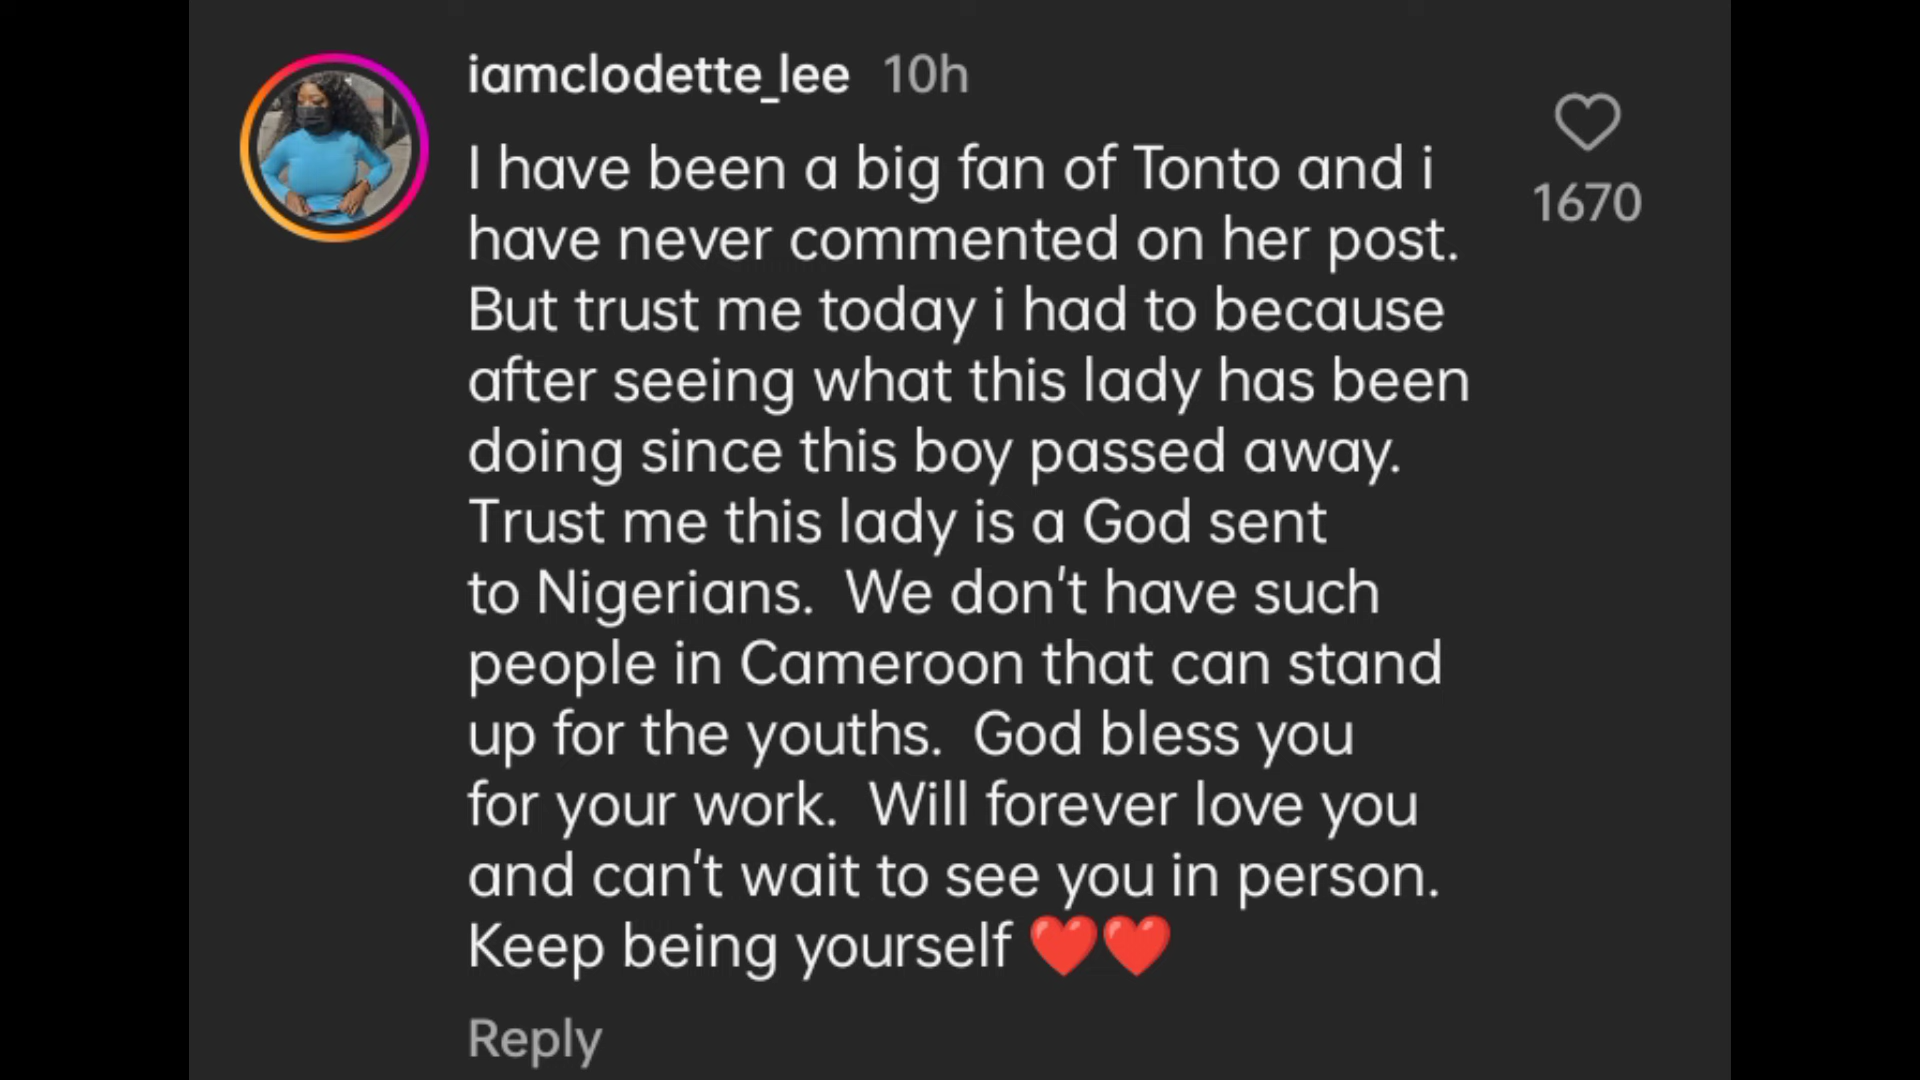 iamclodette_lee 10h
I have been a big fan of Tonto and i
have never commented on her post.
But trust me today i had to because
after seeing what this lady has been
doing since this boy passed away.
Trust me this lady is a God sent
to Nigerians.  We don't have such
people in Cameroon that can stand
up for the youths.  God bless you
for your work.  Will forever love you
and can't wait to see you in person.
Keep being yourself ❤️❤️
1670
Reply